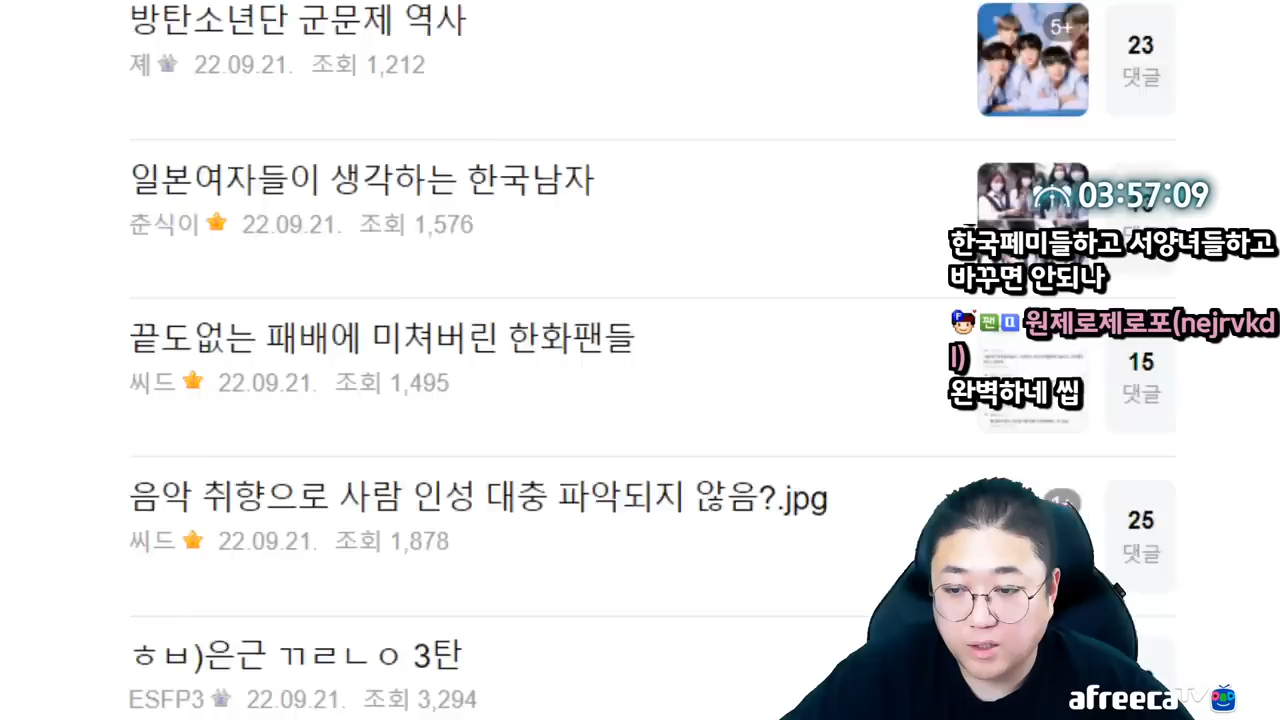 방탄소년단 군문제 역사
졔 22.09.21. 조회 1,212
5+
23
댓글
일본여자들이 생각하는 한국남자
춘식이 22.09.21. 조회 1,576
03:57:09
한국페미들하고 서양녀들하고
바꾸면 안되나
끝도없는 패배에 미쳐버린 한화팬들
씨드 22.09.21. 조회 1,495
팬
원제로제로포(nejrvkd
l)
완벽하네 씹
15
댓글
음악 취향으로 사람 인성 대충 파악되지 않음?.jpg
씨드 22.09.21. 조회 1,878
25
댓글
ㅎㅂ)은근 ㄲㄹㄴㅇ 3탄
ESFP3 22.09.21. 조회 3,294
afreecaTV